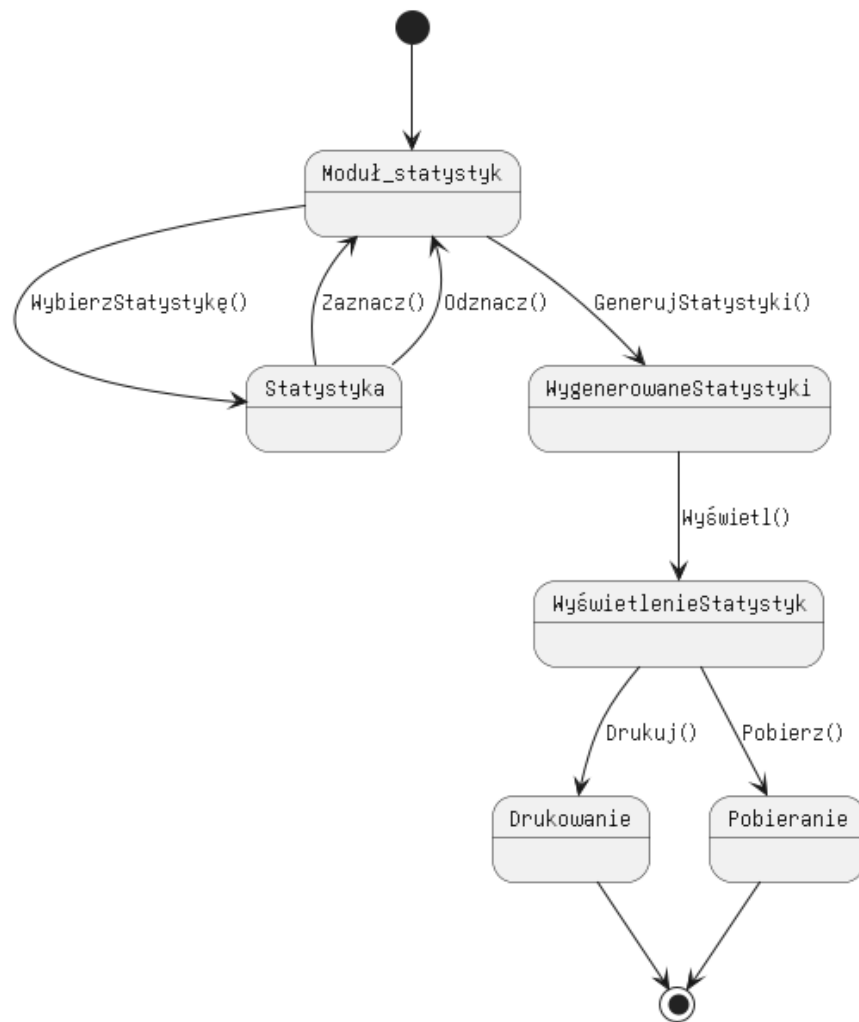 Moduł_statystyk
WybierzStatystykę()
Zaznacz()
Odznacz()
GenerujStatystyki()
Statystyka
WygenerowaneStatystyki
Wyświetl()
WyświetlenieStatystyk
Drukuj()
Pobierz()
Drukowanie
Pobieranie